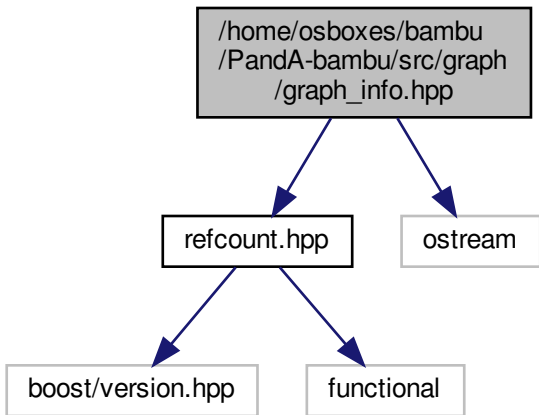 /home/osboxes/bambu
/PandA-bambu/src/graph
/graph_info.hpp
refcount.hpp
ostream
boost/version.hpp
functional